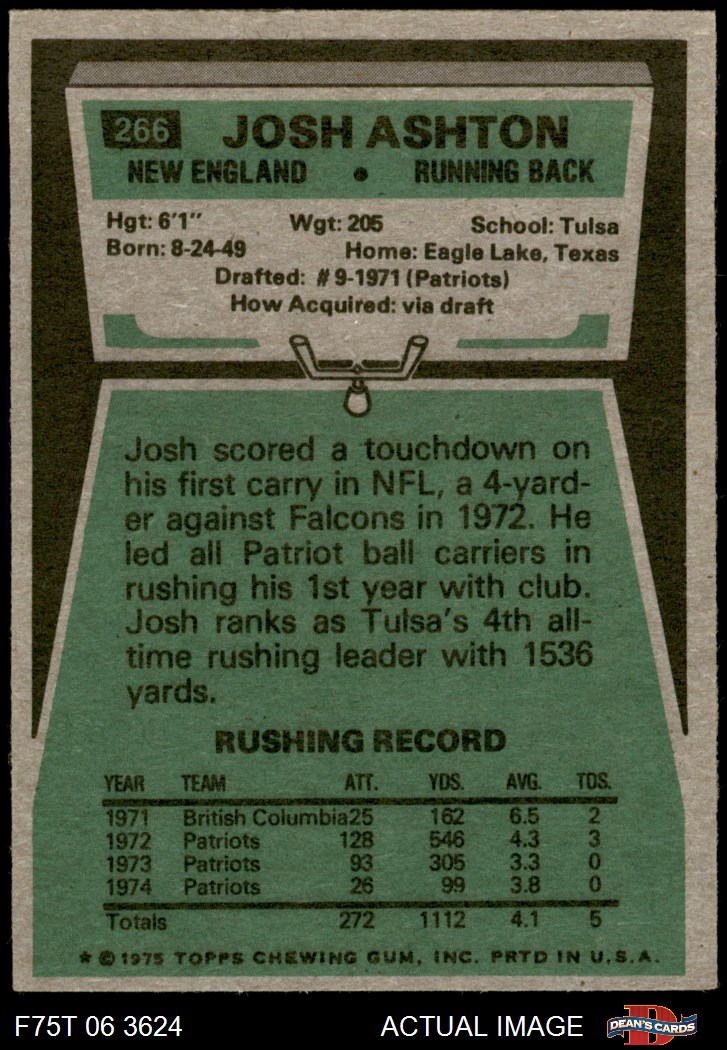 266 JOSH ASHTON
NEW ENGLAND • RUNNING BACK
Hgt: 6'1" Wgt: 205 School: Tulsa
Born: 8-24-49 Home: Eagle Lake, Texas
Drafted: #9-1971 (Patriots)
How Acquired: via draft
Josh scored a touchdown on
his first carry in NFL, a 4-yard-
er against Falcons in 1972. He
led all Patriot ball carriers in
rushing his 1st year with club.
Josh ranks as Tulsa's 4th all-
time rushing leader with 1536
yards.
RUSHING RECORD
YEAR TEAM ATT. YDS. AVG. TDS.
1971 British Columbia 25 162 6.5 2
1972 Patriots 128 546 4.3 3
1973 Patriots 93 305 3.3 0
1974 Patriots 26 99 3.8 0
Totals 272 1112 4.1 5
* © 1975 TOPPS CHEWING GUM, INC. PRTD IN U.S.A.
F75T 06 3624 ACTUAL IMAGE D DEAN'S CARDS